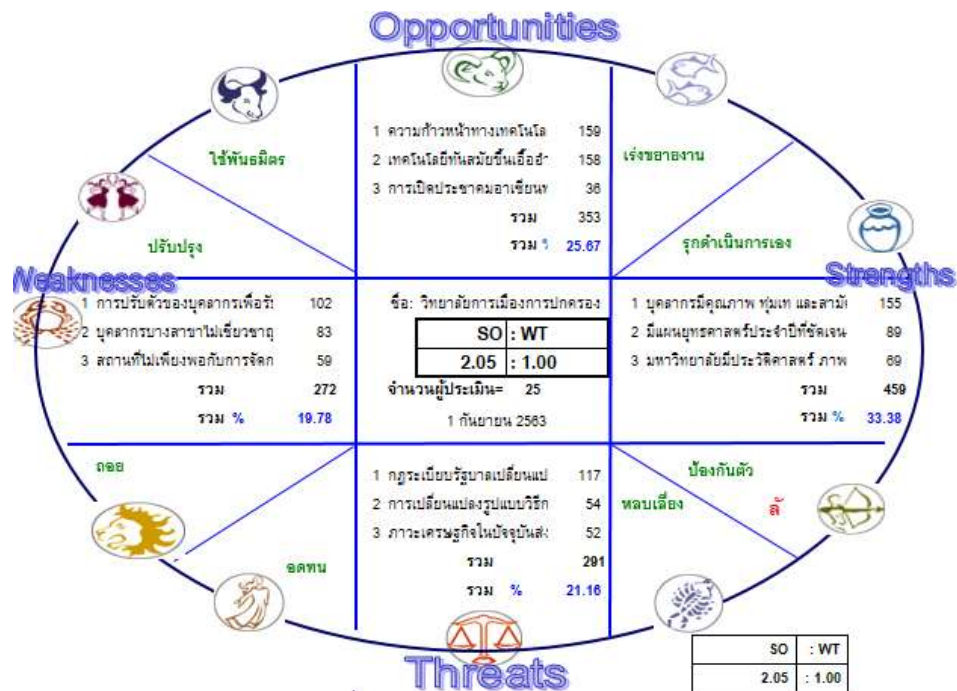 Opportunities
1 ความก้าวหน้าทางเทคโนโล 159
ใช้พันธมิตร
2 เทคโนโลยีทันสมัยขึ้นเอื้ออำ 158
เร่งขยายงาน
3 การเปิดประชาคมอาเซียน 36
รวม 353
รวม % 25.67
ปรับปรุง
รุกดำเนินการเอง
Weaknesses
Strengths
1 การปรับตัวของบุคลากรเพื่อรั 102
2 บุคลากรบางสาขาไม่เชี่ยวชาญ 83
3 สถานที่ไม่เพียงพอกับการจัดก 59
รวม 272
รวม % 19.78
ชื่อ: วิทยาลัยการเมืองการปกครอง
SO : WT
2.05 : 1.00
จำนวนผู้ประเมิน= 25
1 กันยายน 2563
1 บุคลากรมีคุณภาพ ทุ่มเท และสามั 155
2 มีแผนยุทธศาสตร์ประจำปีที่ชัดเจน 89
3 มหาวิทยาลัยมีประวัติศาสตร์ ภาพ 69
รวม 459
รวม % 33.38
ถอย
อดทน
1 กฎระเบียบรัฐบาลเปลี่ยนแป 117
2 การเปลี่ยนแปลงรูปแบบวิธีก 54
3 ภาวะเศรษฐกิจในปัจจุบันส่ง 52
รวม 291
รวม % 21.16
ป้องกันตัว
หลบเลี่ยง
ลั
Threats
SO : WT
2.05 : 1.00